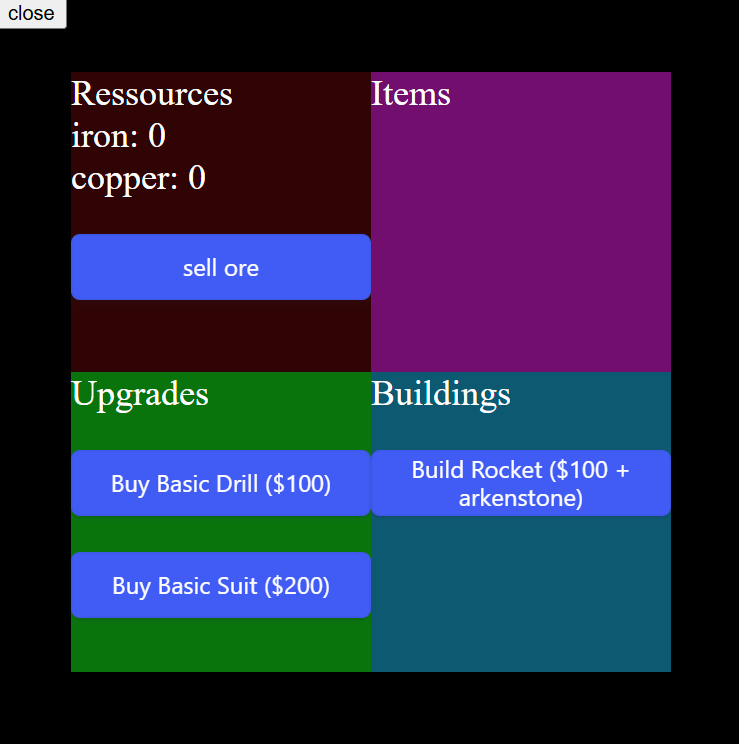 close
Ressources
iron: 0
copper: 0
sell ore
Items
Upgrades
Buy Basic Drill ($100)
Buy Basic Suit ($200)
Buildings
Build Rocket ($100 +
arkenstone)